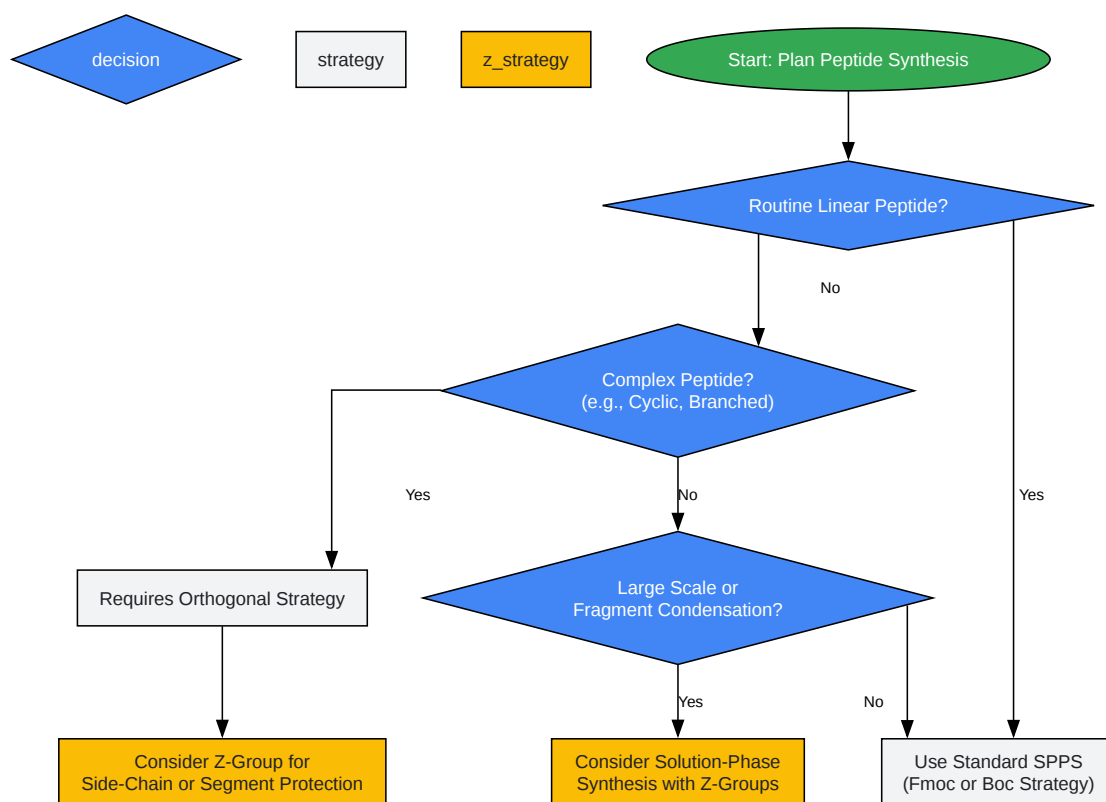 decision
strategy
z_strategy
Start: Plan Peptide Synthesis
Routine Linear Peptide?
No
Complex Peptide?
(e.g., Cyclic, Branched)
Yes
No
Yes
Requires Orthogonal Strategy
Large Scale or
Fragment Condensation?
Yes
No
Consider Z-Group for
Side-Chain or Segment Protection
Consider Solution-Phase
Synthesis with Z-Groups
Use Standard SPPS
(Fmoc or Boc Strategy)